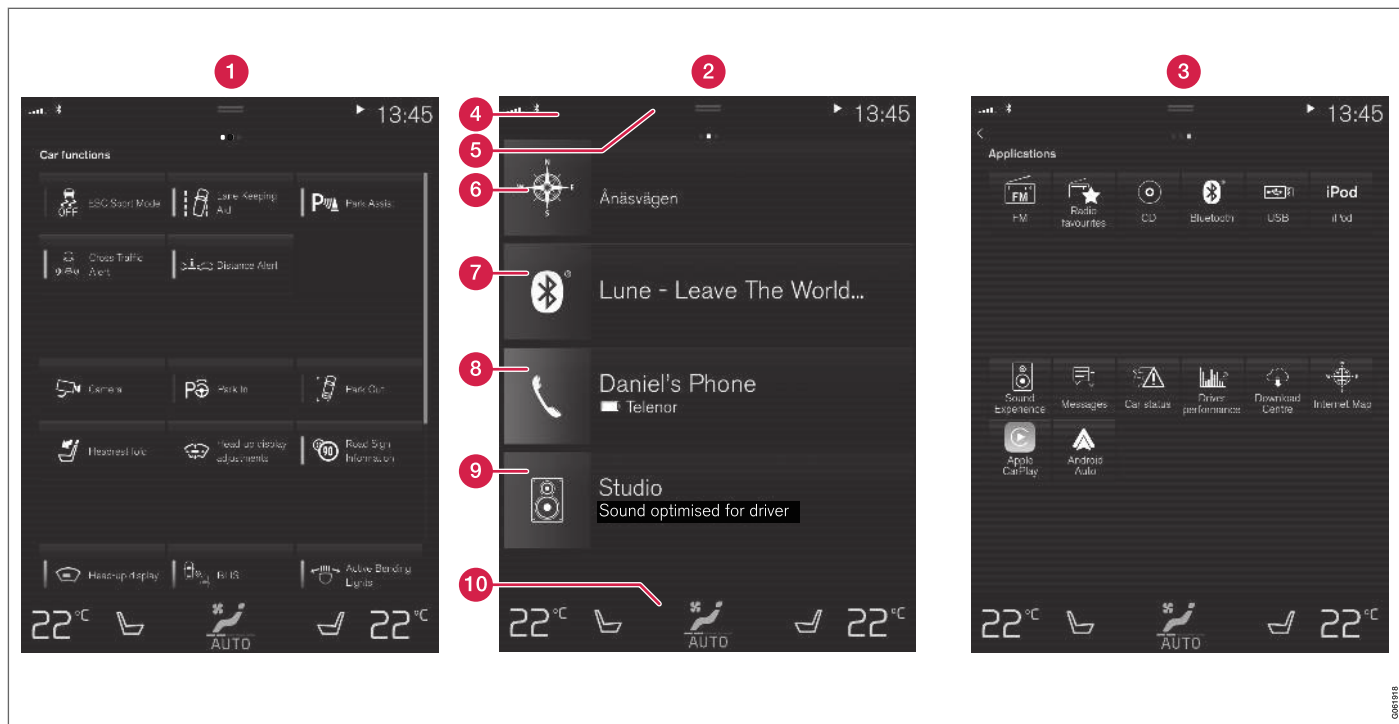 1
2
3
13:45
Car functions
OFF
ESC Sport Mode
Lane Keeping
Aid
Park Assist
Cross Traffic
Alert
Distance Alert
Camera
Park In
Park Out
Headrest fold
Head-up display
adjustments
90
Road Sign
Information
Head-up display
BLIS
Active Bending
Lights
22°C
AUTO
22°C
4
13:45
5
6
N
E
S
Ånäsvägen
7
Lune - Leave The World...
8
Daniel's Phone
Telenor
9
Studio
Sound optimised for driver
10
22°C
AUTO
22°C
13:45
Applications
FM
FM
Radio
favourites
CD
Bluetooth
USB
iPod
iPod
Sound
Experience
Messages
Car status
Driver
performance
Download
Centre
Internet Map
Apple
CarPlay
Android
Auto
22°C
AUTO
22°C
G061918